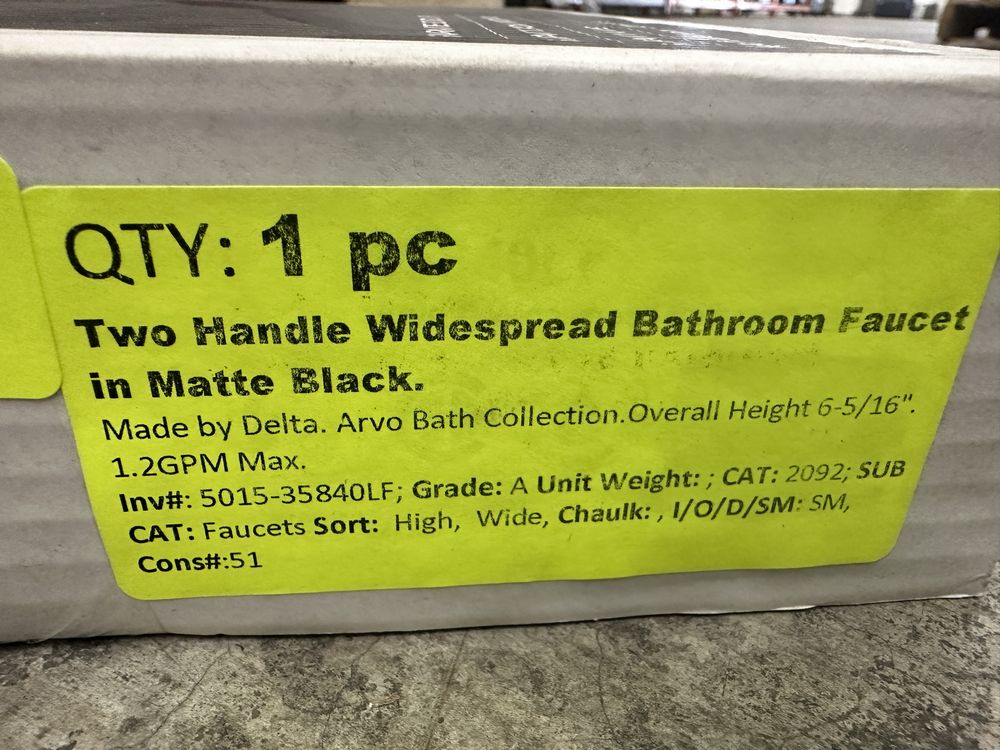 QTY: 1 pc
Two Handle Widespread Bathroom Faucet
in Matte Black.
Made by Delta. Arvo Bath Collection.Overall Height 6-5/16".
1.2GPM Max.
Inv#: 5015-35840LF; Grade: A Unit Weight: ; CAT: 2092; SUB
CAT: Faucets Sort: High, Wide, Chaulk: , I/O/D/SM: SM,
Cons#:51